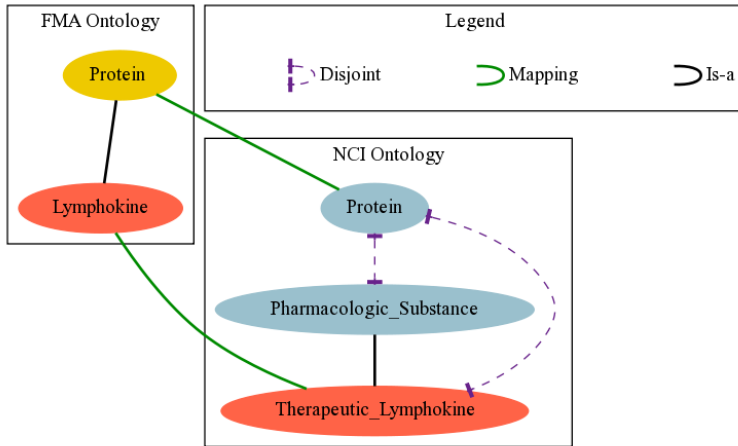 FMA Ontology
Protein
Lymphokine
Legend
Disjoint
Mapping
Is-a
NCI Ontology
Protein
Pharmacologic_Substance
Therapeutic_Lymphokine